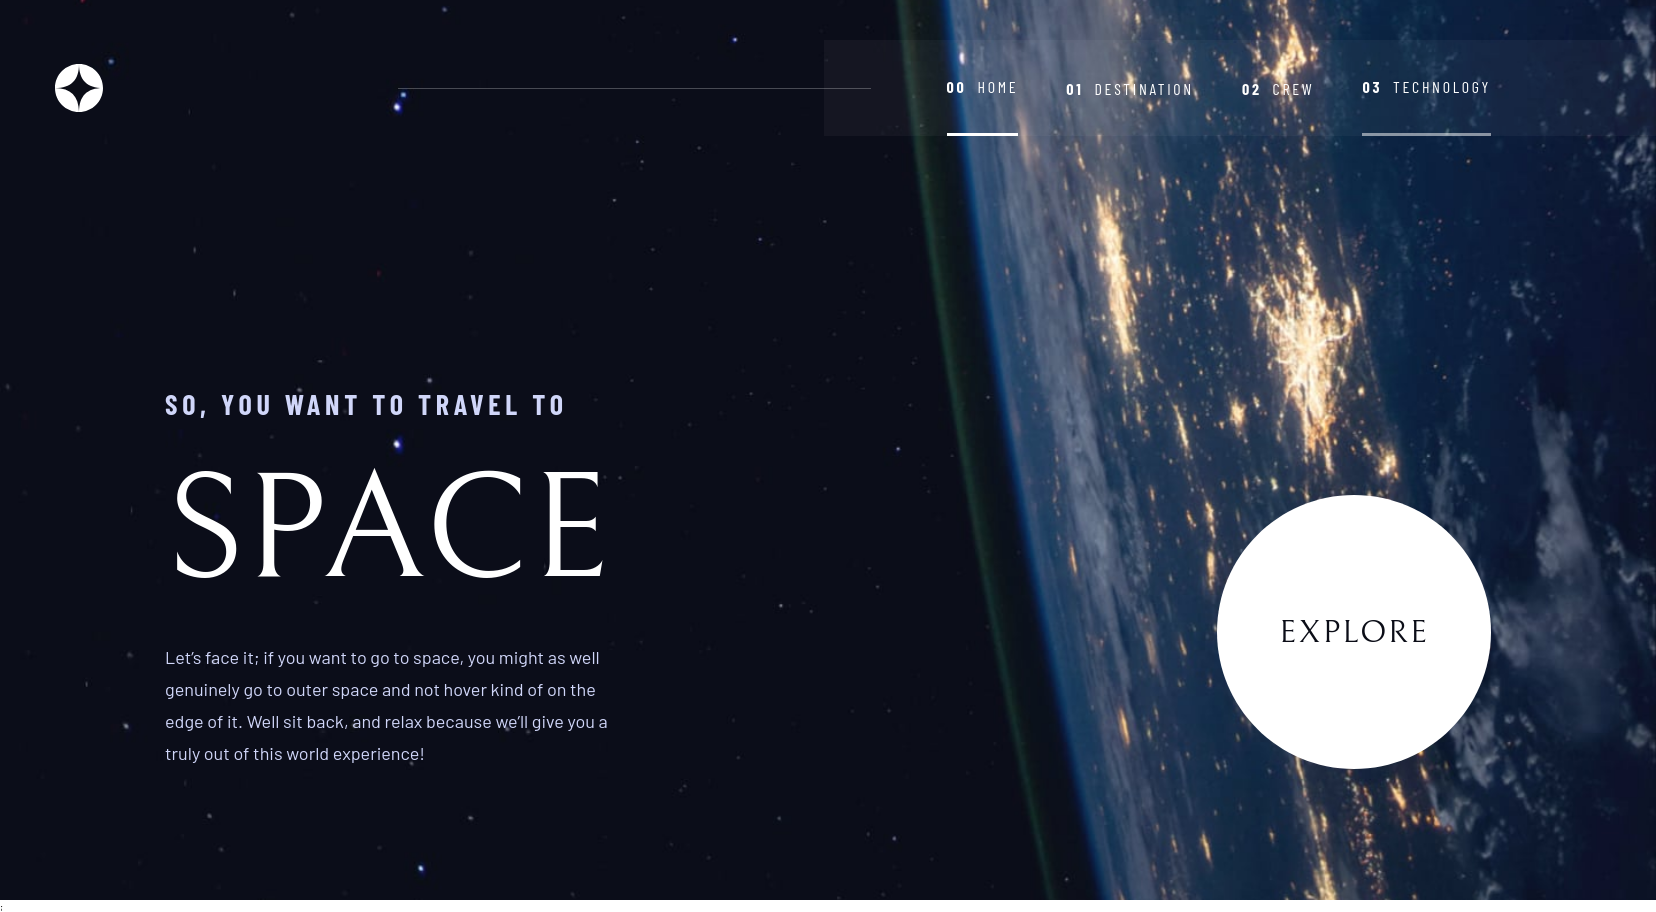 00 HOME 01 DESTINATION 02 CREW 03 TECHNOLOGY
SO, YOU WANT TO TRAVEL TO
SPACE
Let’s face it; if you want to go to space, you might as well
genuinely go to outer space and not hover kind of on the
edge of it. Well sit back, and relax because we’ll give you a
truly out of this world experience!
EXPLORE